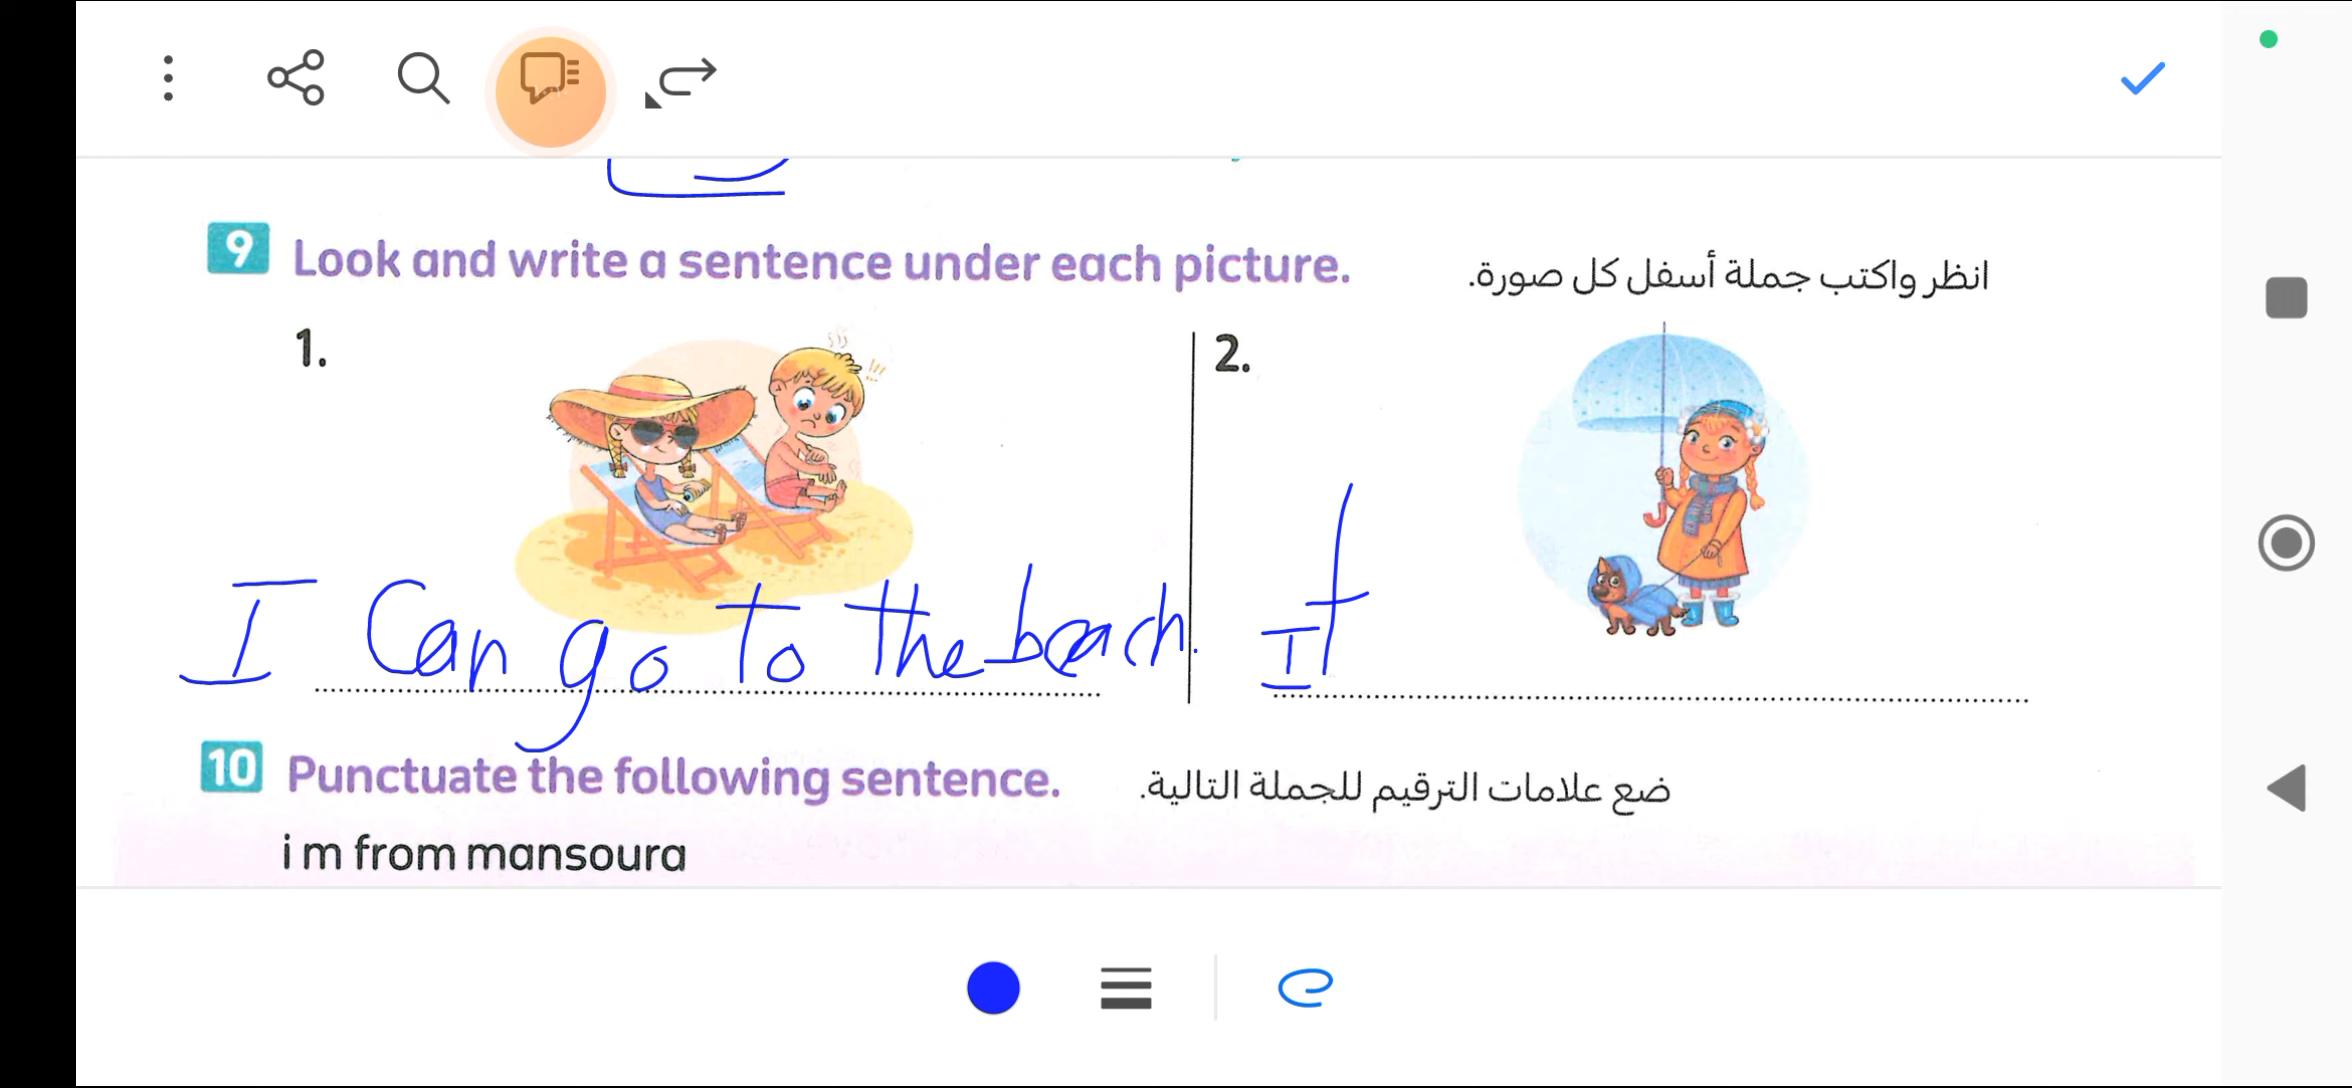 9 Look and write a sentence under each picture. انظر واكتب جملة أسفل كل صورة.
1.
2.
I Can go to the beach.
It
10 Punctuate the following sentence. ضع علامات الترقيم للجملة التالية.
i m from mansoura